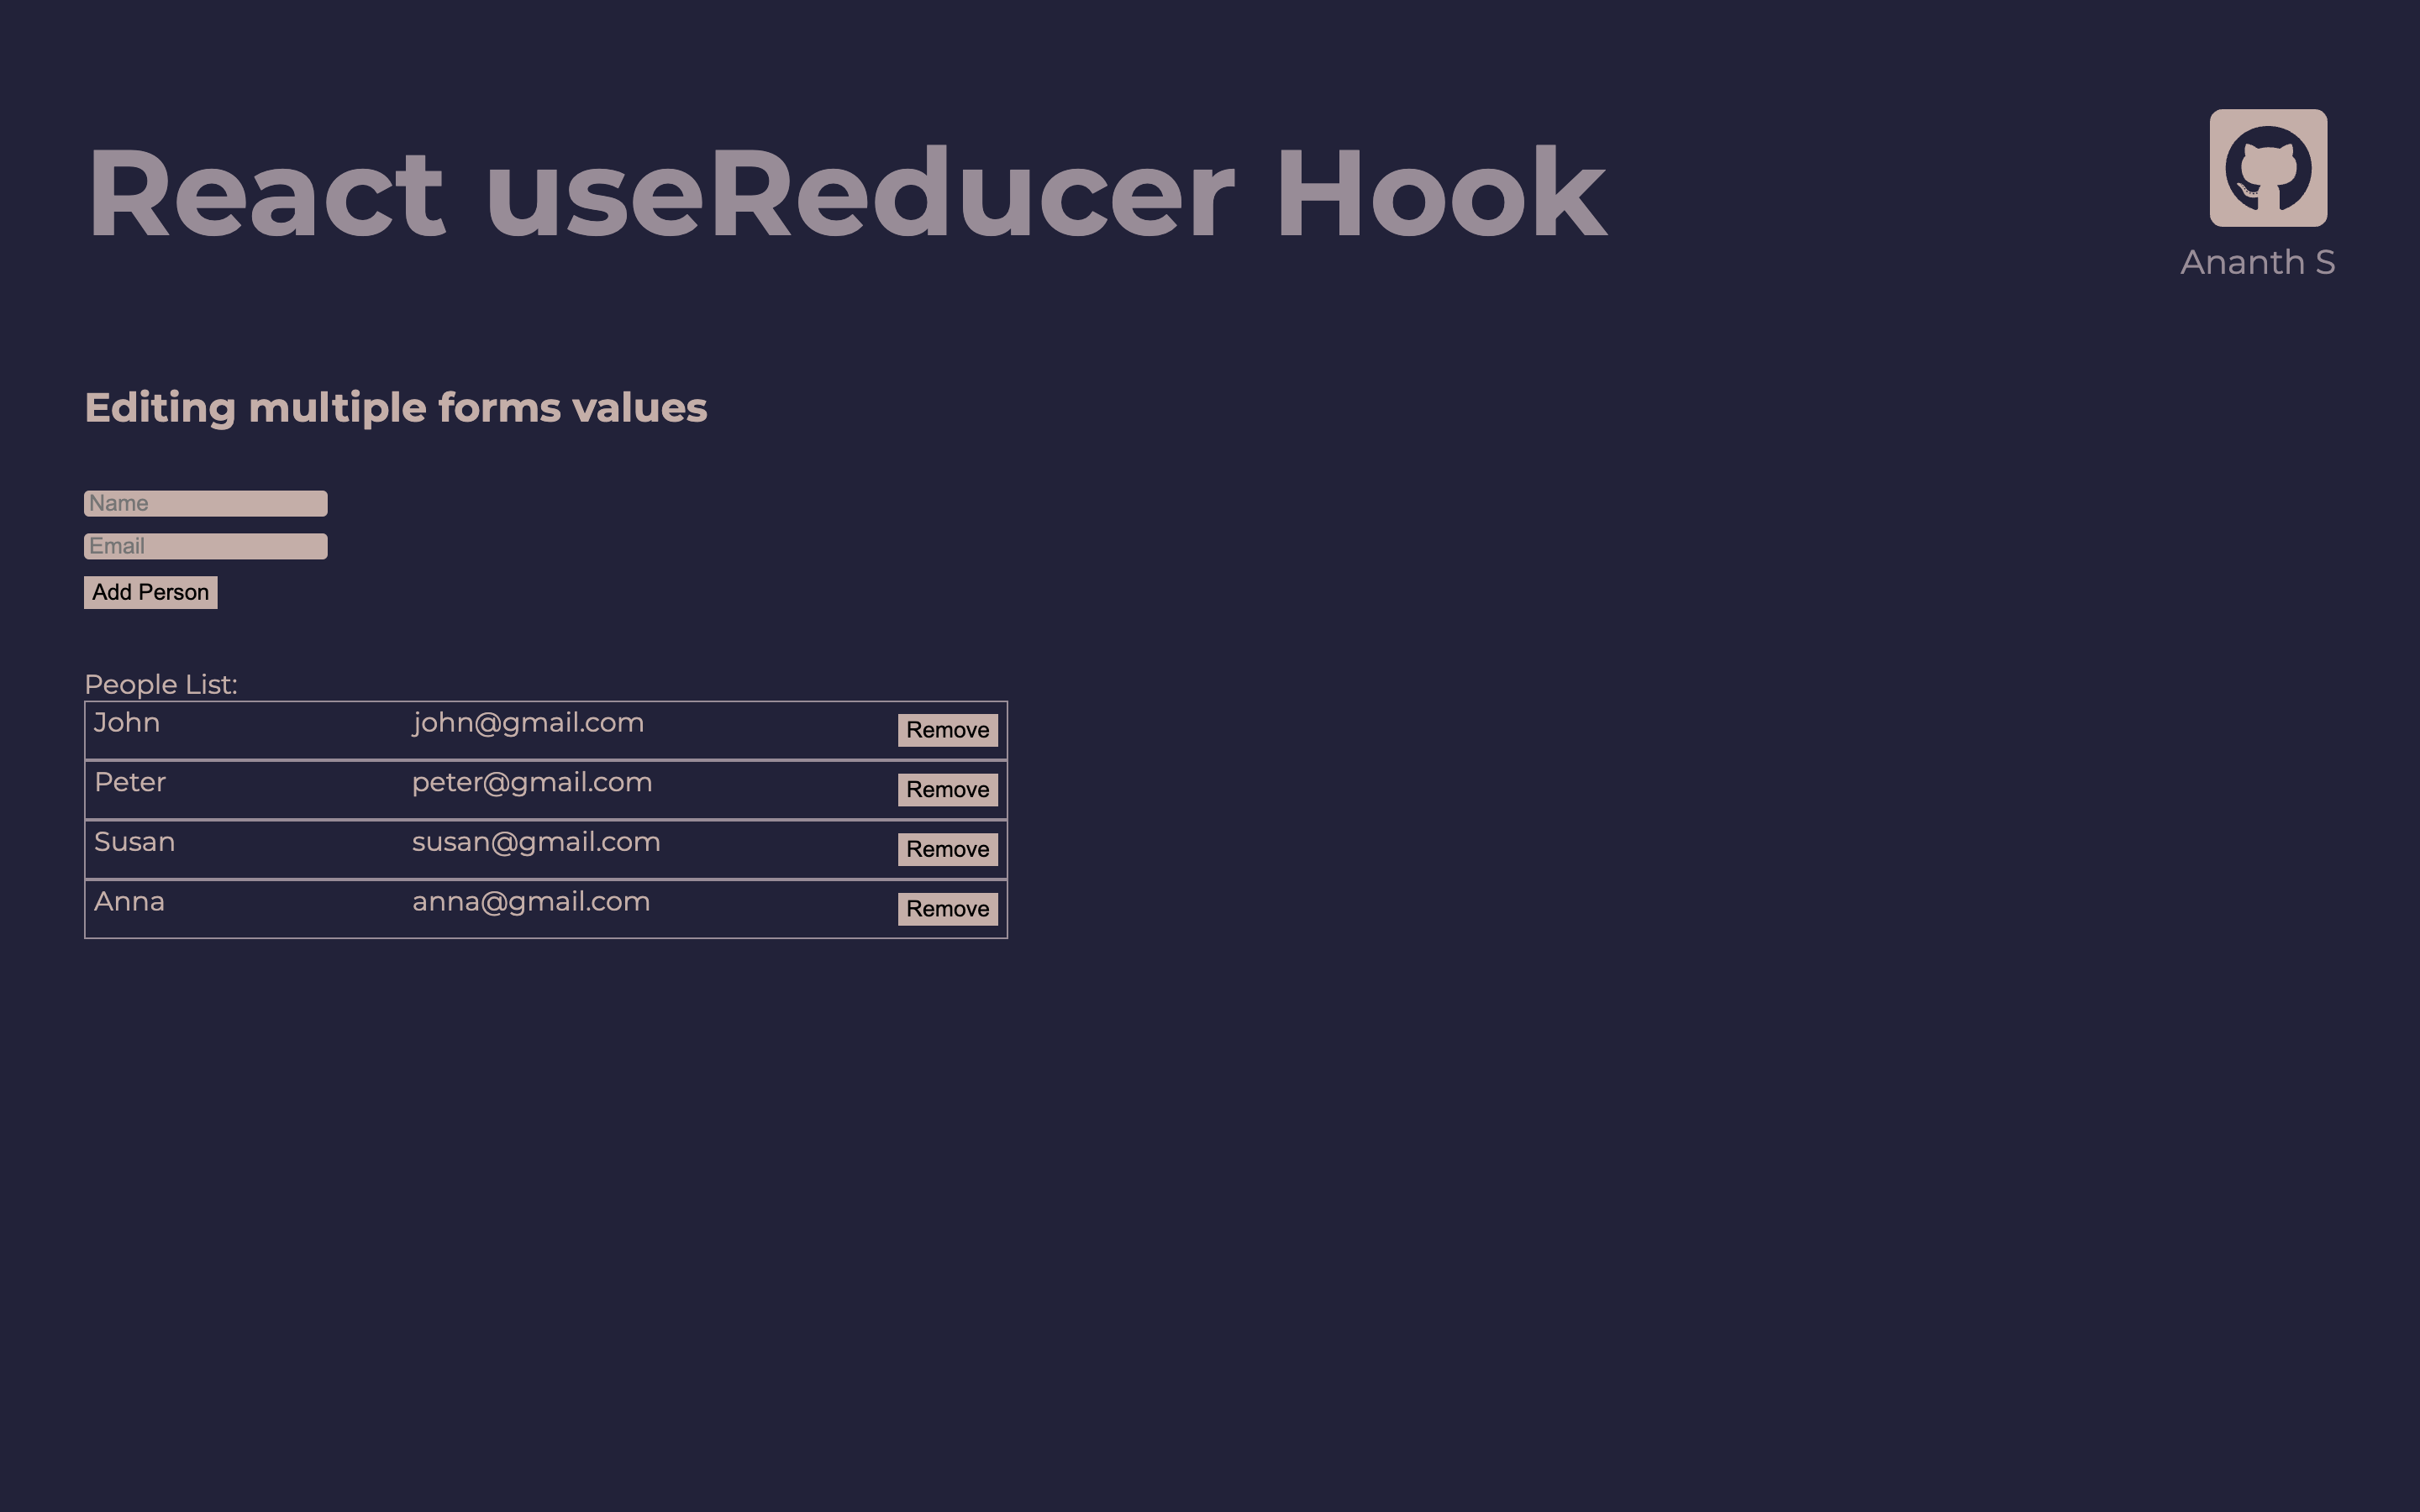 React useReducer Hook
Ananth S
Editing multiple forms values
Name
Email
Add Person
People List:
John john@gmail.com Remove
Peter peter@gmail.com Remove
Susan susan@gmail.com Remove
Anna anna@gmail.com Remove